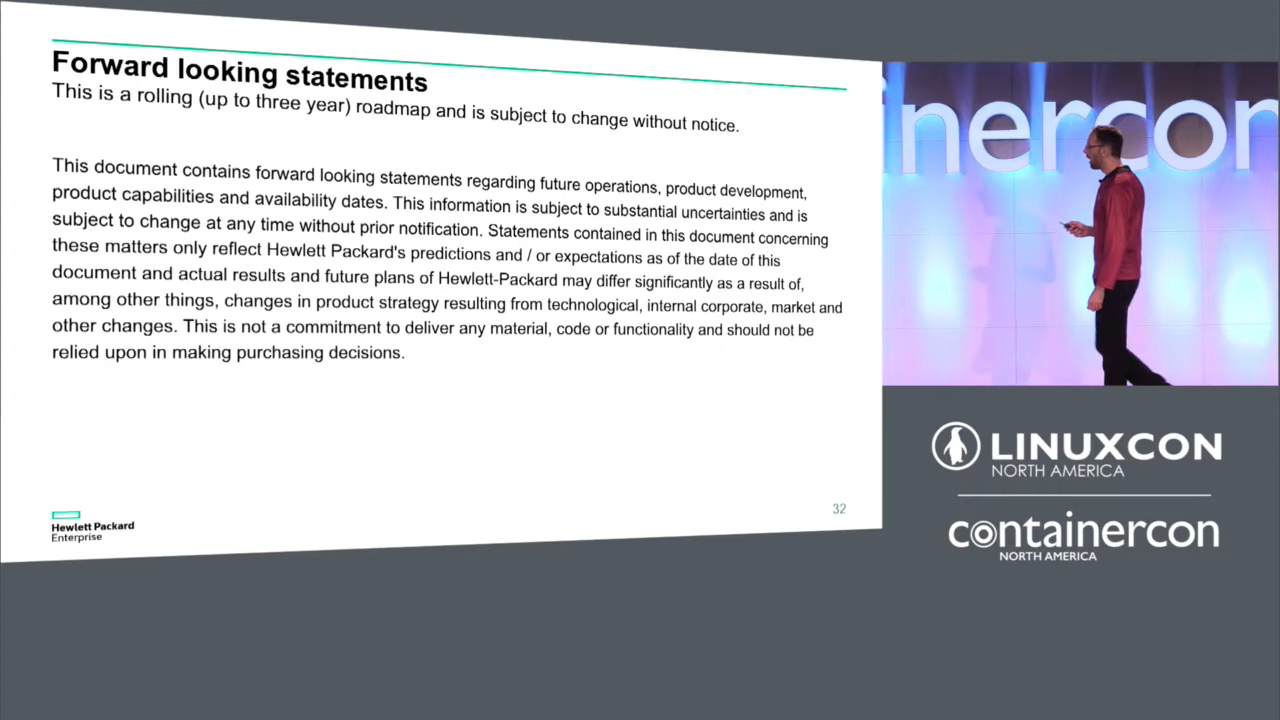 Forward looking statements
This is a rolling (up to three year) roadmap and is subject to change without notice.
This document contains forward looking statements regarding future operations, product development,
product capabilities and availability dates. This information is subject to substantial uncertainties and is
subject to change at any time without prior notification. Statements contained in this document concerning
these matters only reflect Hewlett Packard's predictions and / or expectations as of the date of this
document and actual results and future plans of Hewlett-Packard may differ significantly as a result of,
among other things, changes in product strategy resulting from technological, internal corporate, market and
other changes. This is not a commitment to deliver any material, code or functionality and should not be
relied upon in making purchasing decisions.
Hewlett Packard
Enterprise
32
inercon
LINUXCON
NORTH AMERICA
containercon
NORTH AMERICA